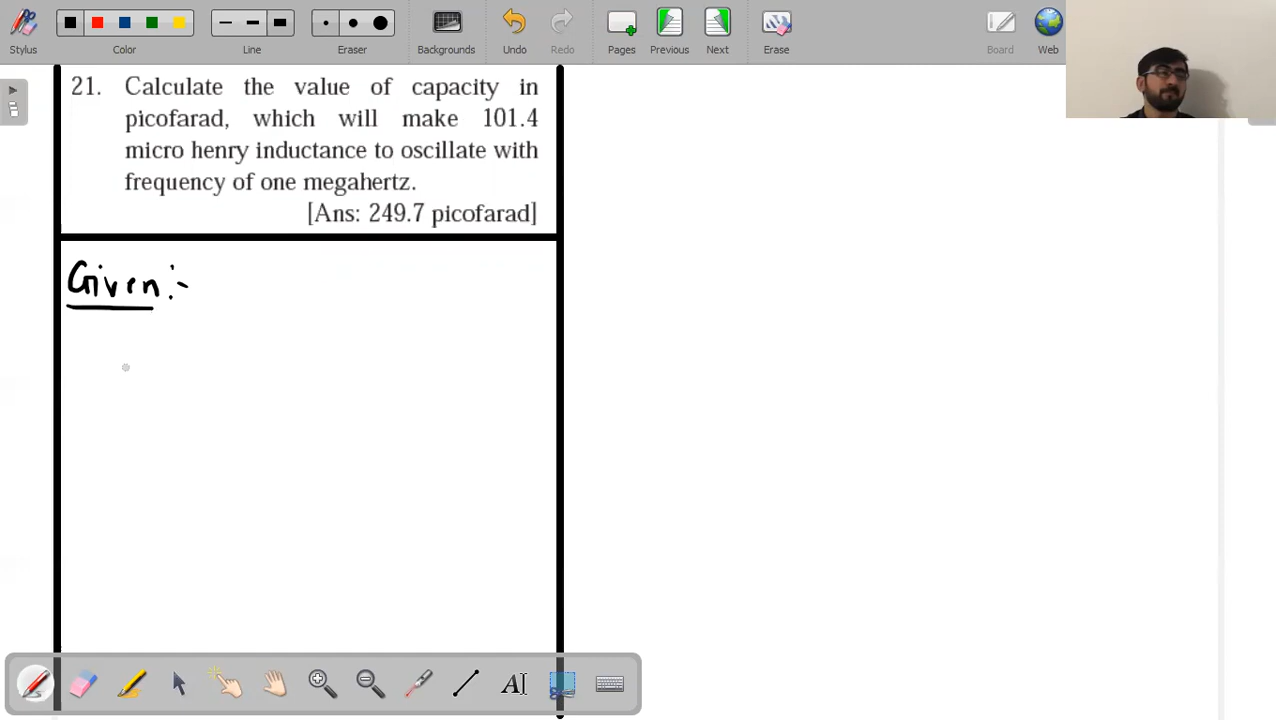 Stylus
Color
Line
Eraser
Backgrounds
Undo
Redo
Pages
Previous
Next
Erase
Board
Web
21. Calculate the value of capacity in
picofarad, which will make 101.4
micro henry inductance to oscillate with
frequency of one megahertz.
[Ans: 249.7 picofarad]
Given :-